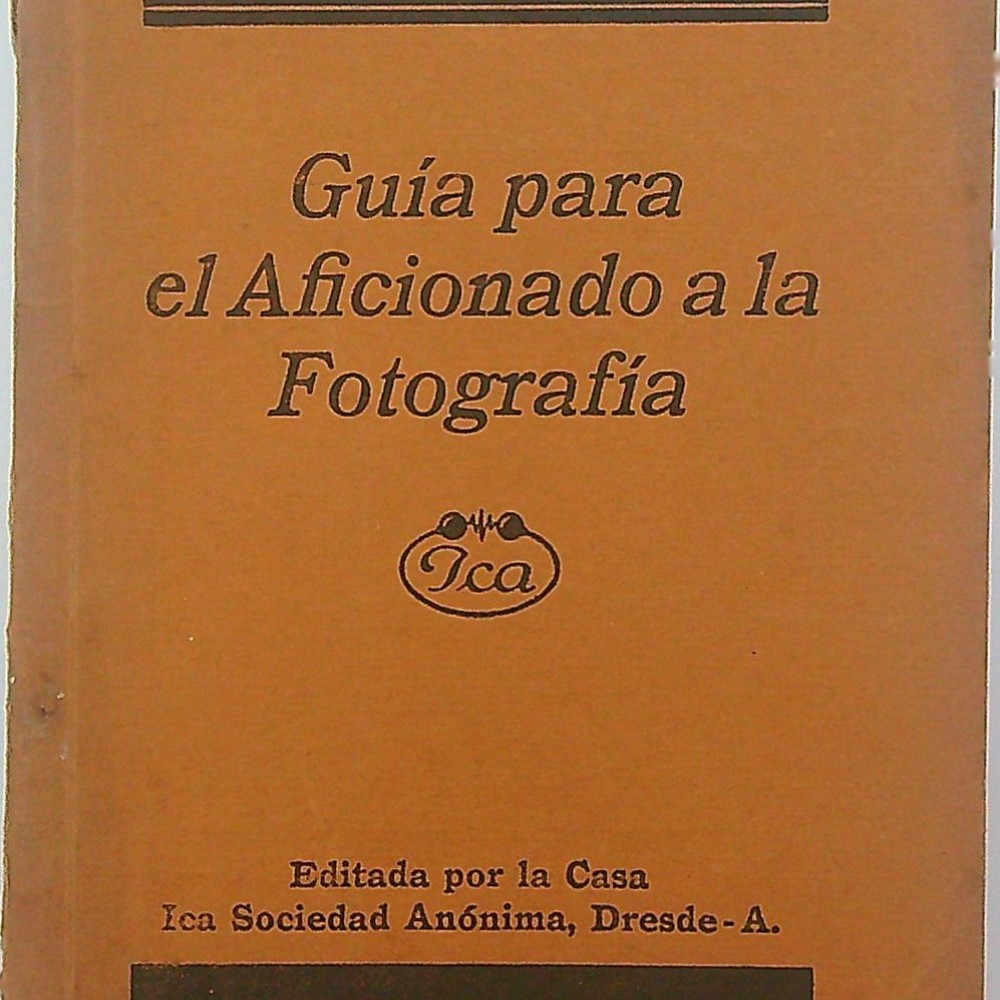 Guía para
el Aficionado a la
Fotografía
Ica
Editada por la Casa
Ica Sociedad Anónima, Dresde-A.